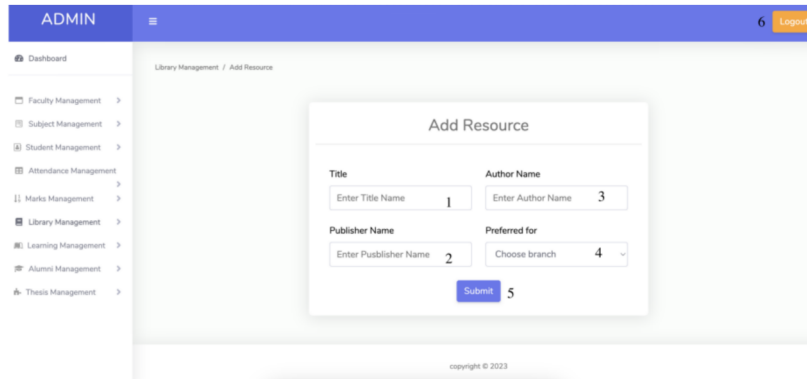 ADMIN
6 Logout
Dashboard
Library Management / Add Resource
Faculty Management >
Subject Management >
Student Management >
Attendance Management >
Marks Management >
Library Management >
Learning Management >
Alumni Management >
Thesis Management >
Add Resource
Title Author Name
Enter Title Name 1 Enter Author Name 3
Publisher Name Preferred for
Enter Pusblisher Name 2 Choose branch 4
Submit 5
copyright © 2023